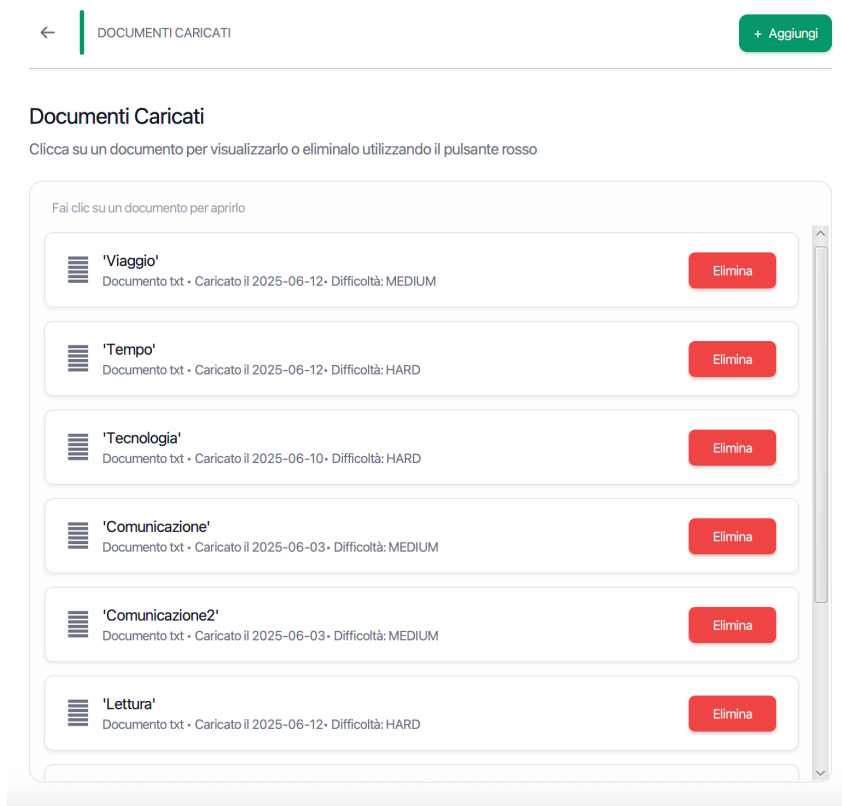 ← DOCUMENTI CARICATI
+ Aggiungi
Documenti Caricati
Clicca su un documento per visualizzarlo o eliminalo utilizzando il pulsante rosso
Fai clic su un documento per aprirlo
'Viaggio'
Documento txt • Caricato il 2025-06-12• Difficoltà: MEDIUM
Elimina
'Tempo'
Documento txt • Caricato il 2025-06-12• Difficoltà: HARD
Elimina
'Tecnologia'
Documento txt • Caricato il 2025-06-10• Difficoltà: HARD
Elimina
'Comunicazione'
Documento txt • Caricato il 2025-06-03• Difficoltà: MEDIUM
Elimina
'Comunicazione2'
Documento txt • Caricato il 2025-06-03• Difficoltà: MEDIUM
Elimina
'Lettura'
Documento txt • Caricato il 2025-06-12• Difficoltà: HARD
Elimina